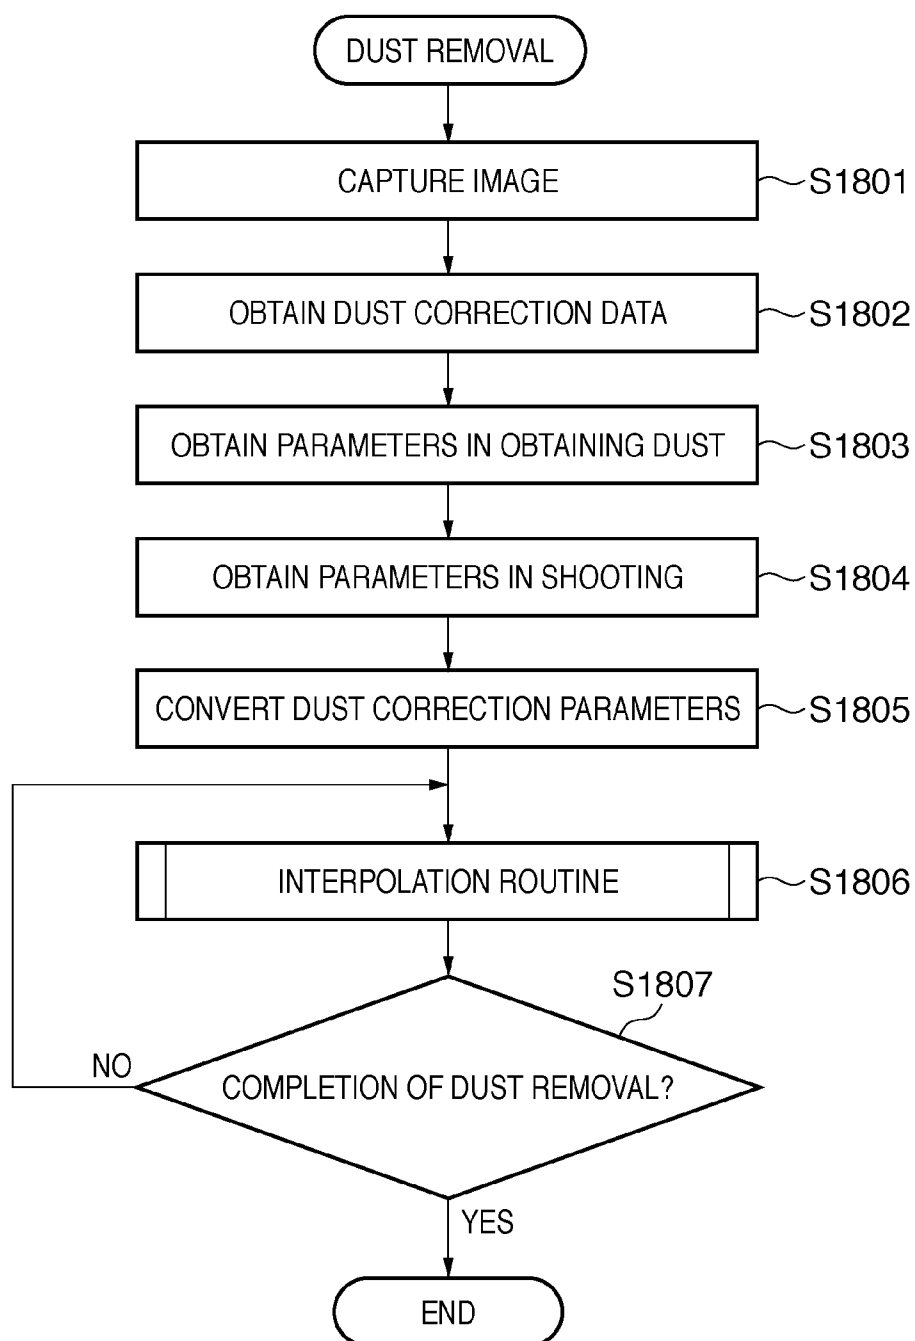 DUST REMOVAL
CAPTURE IMAGE
S1801
OBTAIN DUST CORRECTION DATA
S1802
OBTAIN PARAMETERS IN OBTAINING DUST
S1803
OBTAIN PARAMETERS IN SHOOTING
S1804
CONVERT DUST CORRECTION PARAMETERS
S1805
INTERPOLATION ROUTINE
S1806
S1807
NO
COMPLETION OF DUST REMOVAL?
YES
END